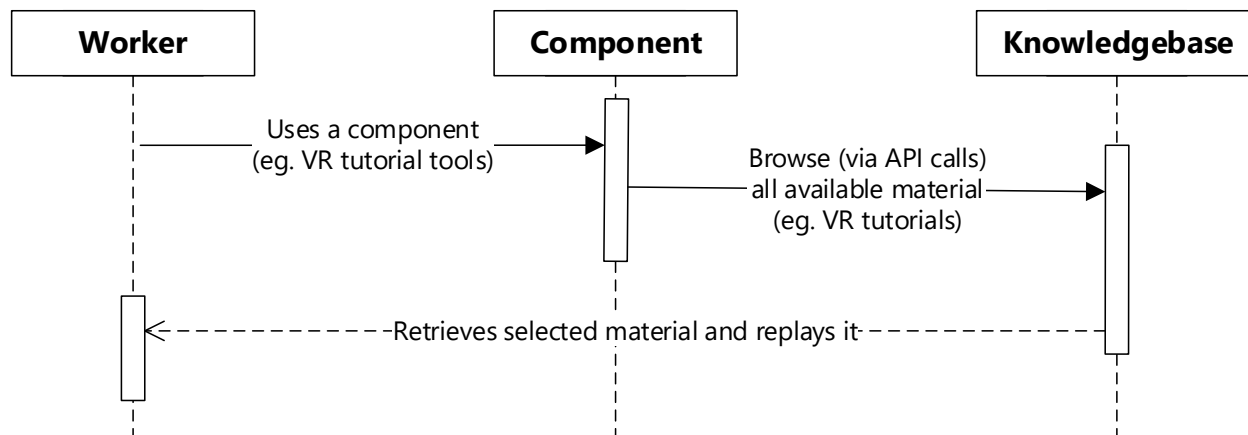 Worker
Component
Knowledgebase
Uses a component
(eg. VR tutorial tools)
Browse (via API calls)
all available material
(eg. VR tutorials)
Retrieves selected material and replays it